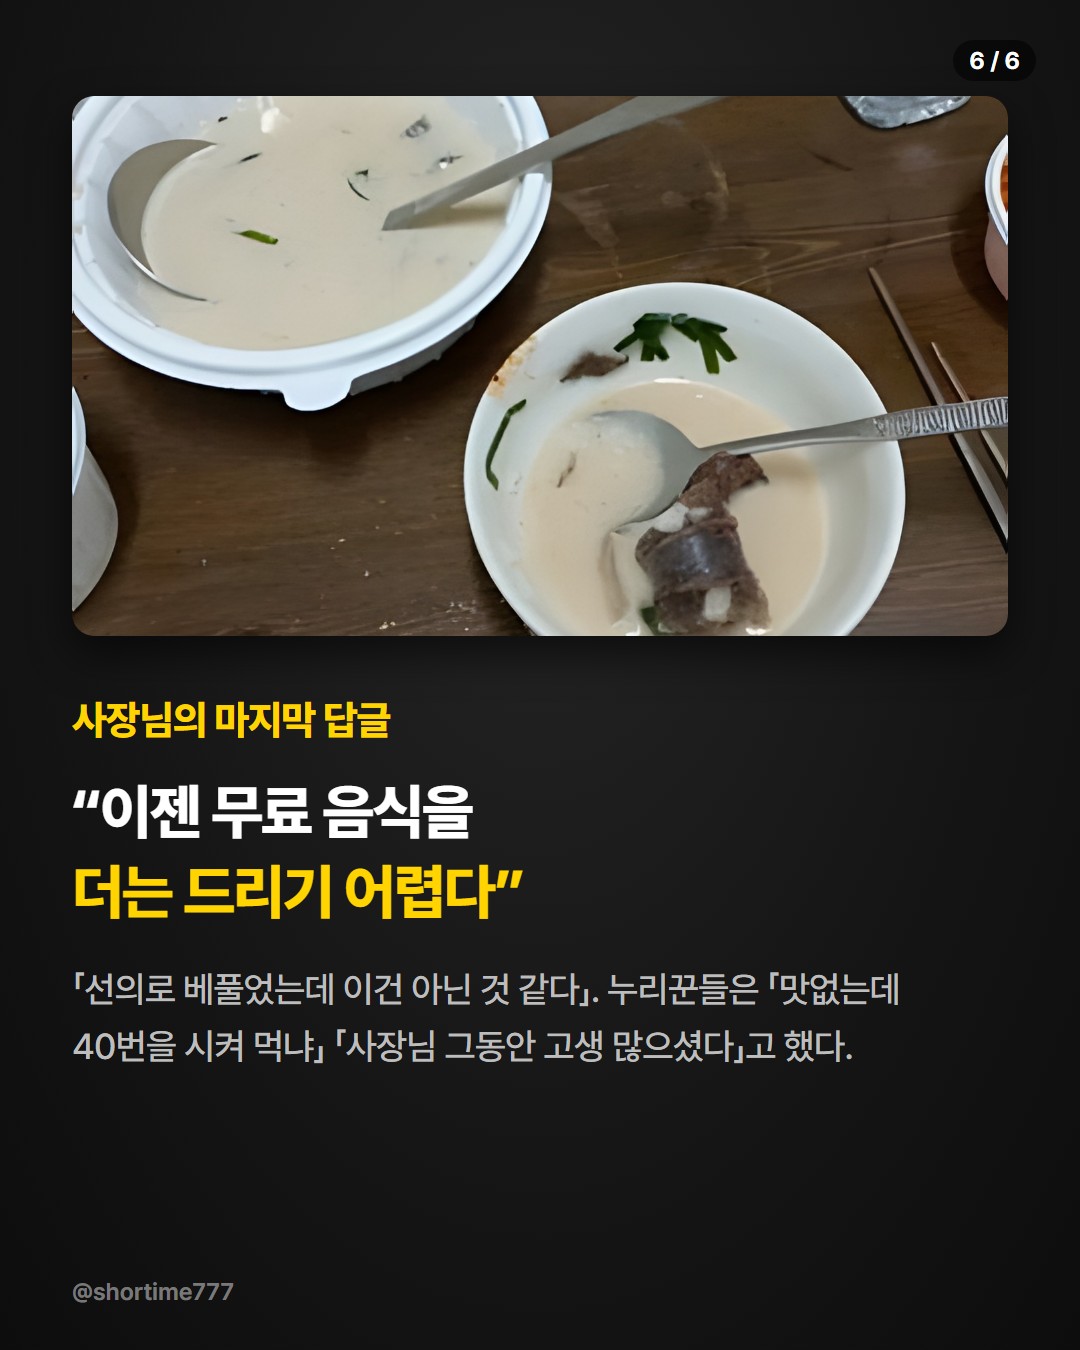 6 / 6
사장님의 마지막 답글
“이젠 무료 음식을
더는 드리기 어렵다”
「선의로 베풀었는데 이건 아닌 것 같다」. 누리꾼들은 「맛없는데
40번을 시켜 먹냐」 「사장님 그동안 고생 많으셨다」고 했다.
@shortime777